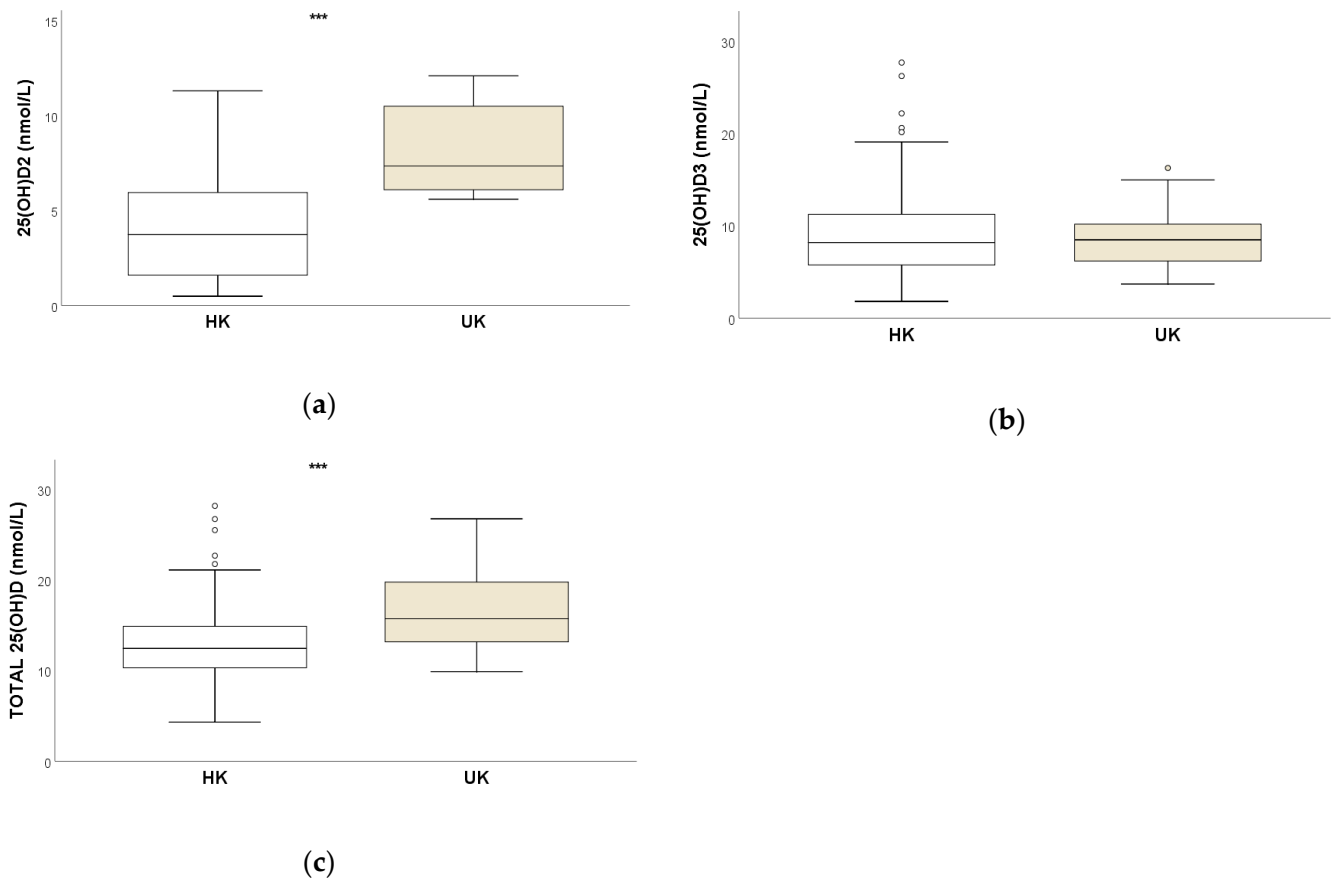 ***
15
10
5
0
25(OH)D2 (nmol/L)
HK UK
(a)
30
20
10
0
25(OH)D3 (nmol/L)
HK UK
(b)
***
30
20
10
0
TOTAL 25(OH)D (nmol/L)
HK UK
(c)